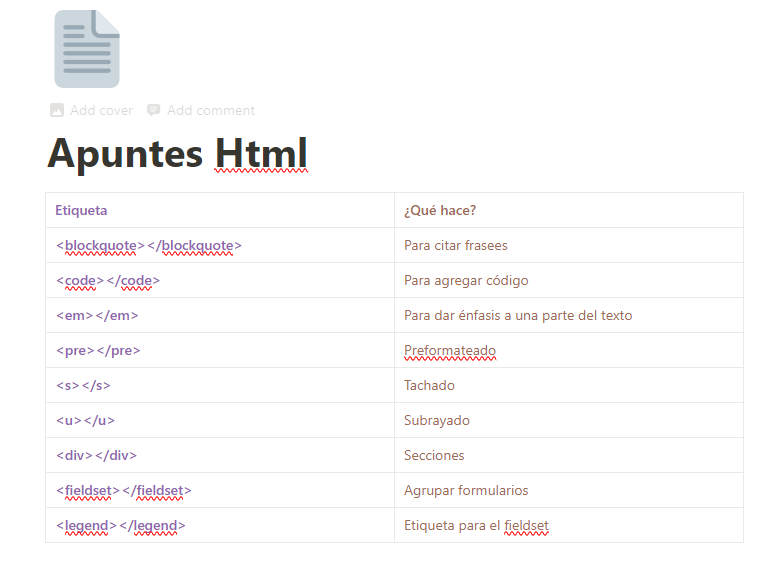 Add cover Add comment
Apuntes Html
Etiqueta ¿Qué hace?
<blockquote></blockquote> Para citar frasees
<code></code> Para agregar código
<em></em> Para dar énfasis a una parte del texto
<pre></pre> Preformateado
<s></s> Tachado
<u></u> Subrayado
<div></div> Secciones
<fieldset></fieldset> Agrupar formularios
<legend></legend> Etiqueta para el fieldset